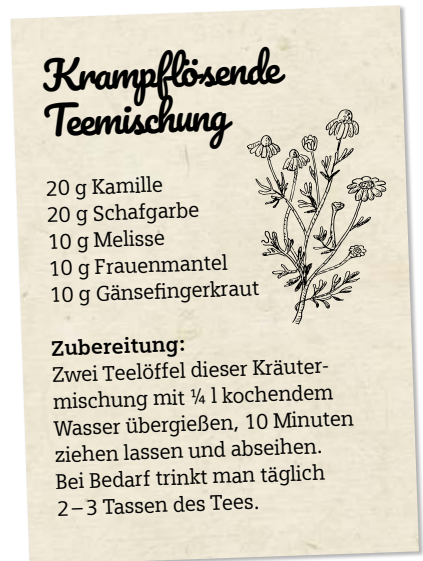 Krampflösende
Teemischung
20 g Kamille
20 g Schafgarbe
10 g Melisse
10 g Frauenmantel
10 g Gänsefingerkraut
Zubereitung:
Zwei Teelöffel dieser Kräuter-
mischung mit ¼ l kochendem
Wasser übergießen, 10 Minuten
ziehen lassen und abseihen.
Bei Bedarf trinkt man täglich
2–3 Tassen des Tees.